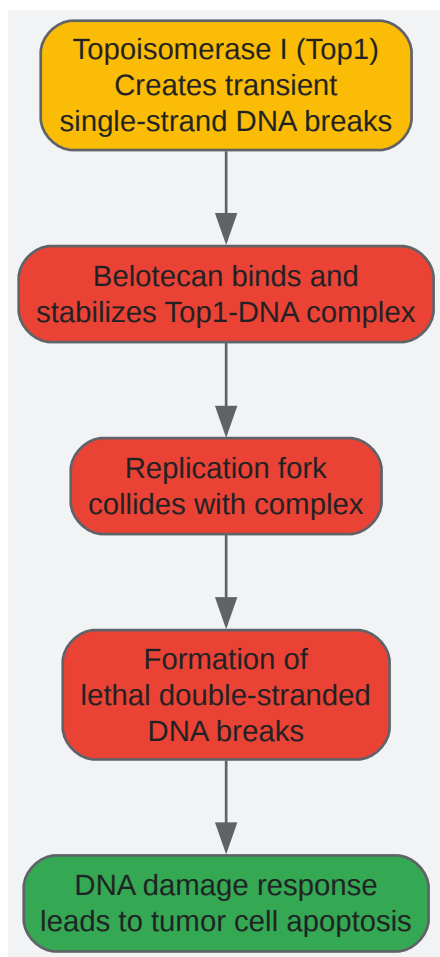 Topoisomerase I (Top1)
Creates transient
single-strand DNA breaks
Belotecan binds and
stabilizes Top1-DNA complex
Replication fork
collides with complex
Formation of
lethal double-stranded
DNA breaks
DNA damage response
leads to tumor cell apoptosis